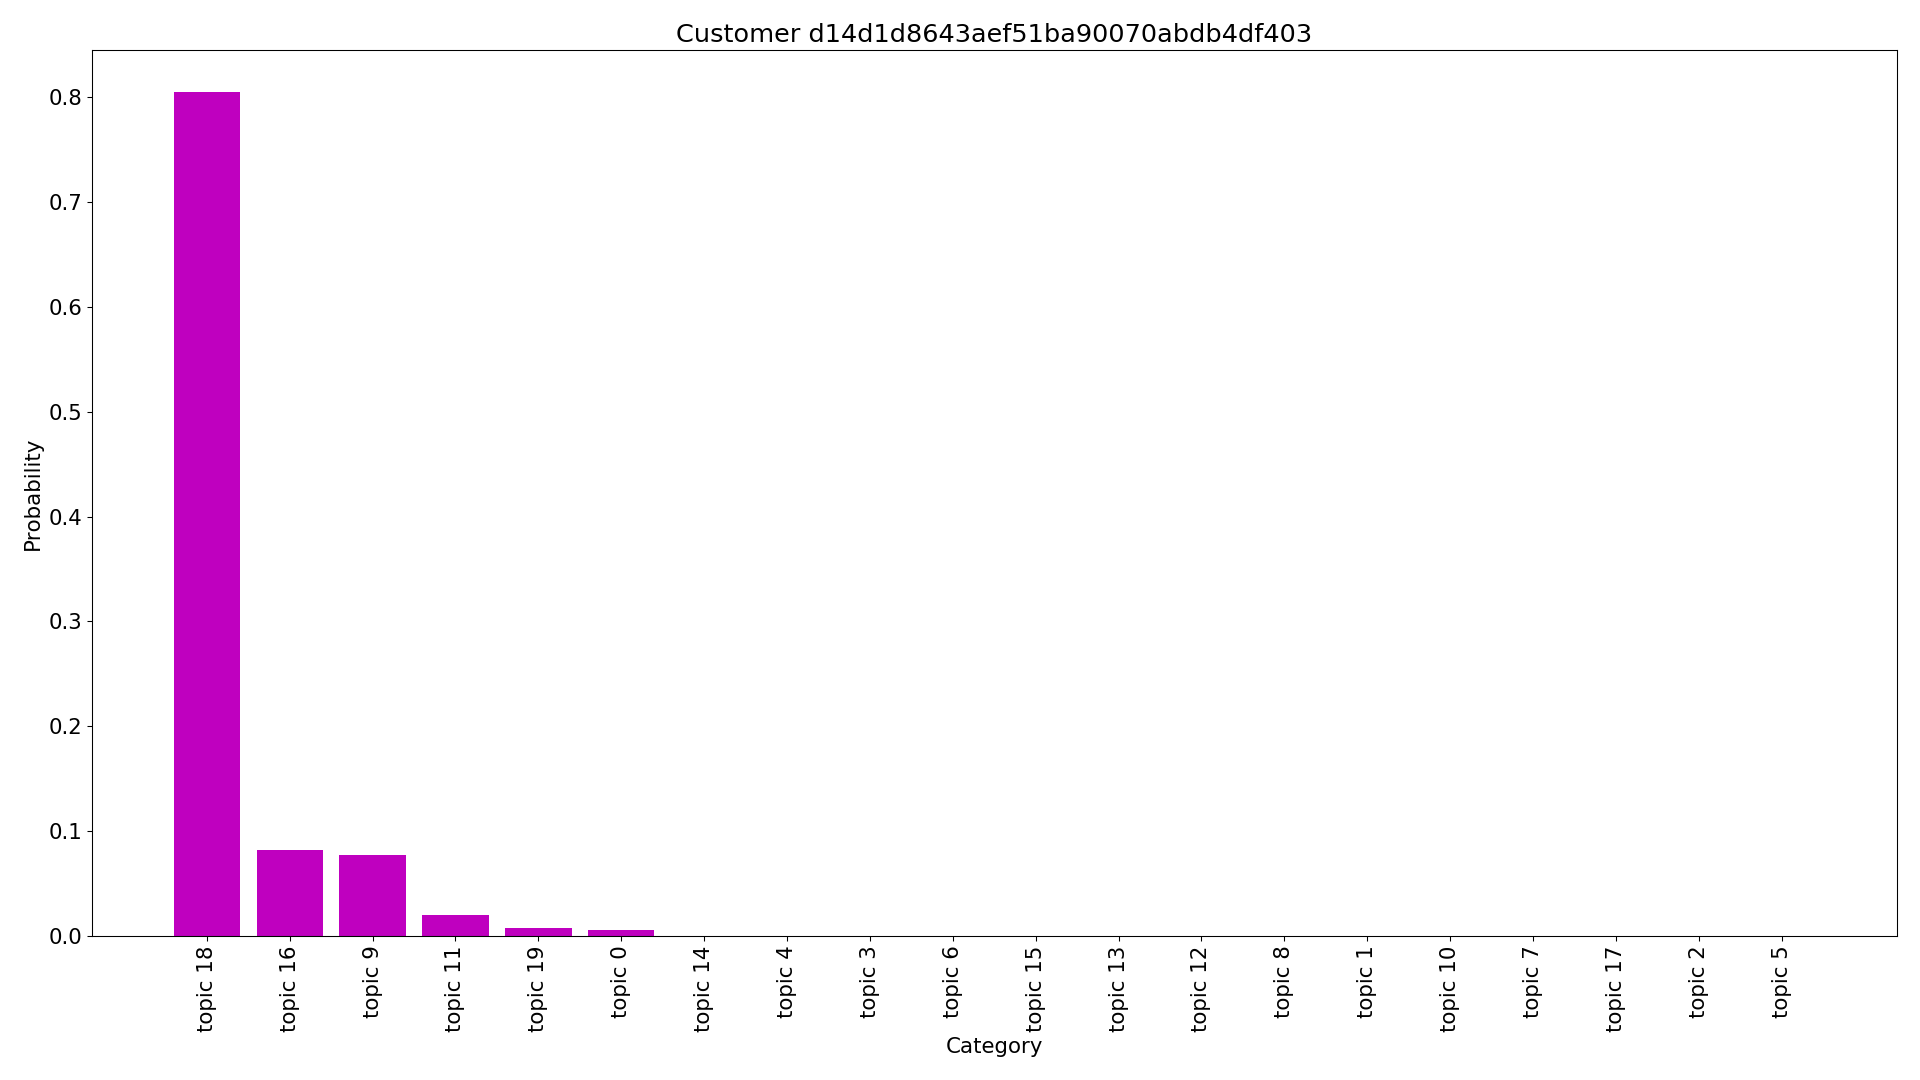 Customer d14d1d8643aef51ba90070abdb4df403
0.8
0.7
0.6
0.5
0.4
0.3
0.2
0.1
0.0
Probability
topic 18
topic 16
topic 9
topic 11
topic 19
topic 0
topic 14
topic 4
topic 3
topic 6
topic 15
topic 13
topic 12
topic 8
topic 1
topic 10
topic 7
topic 17
topic 2
topic 5
Category